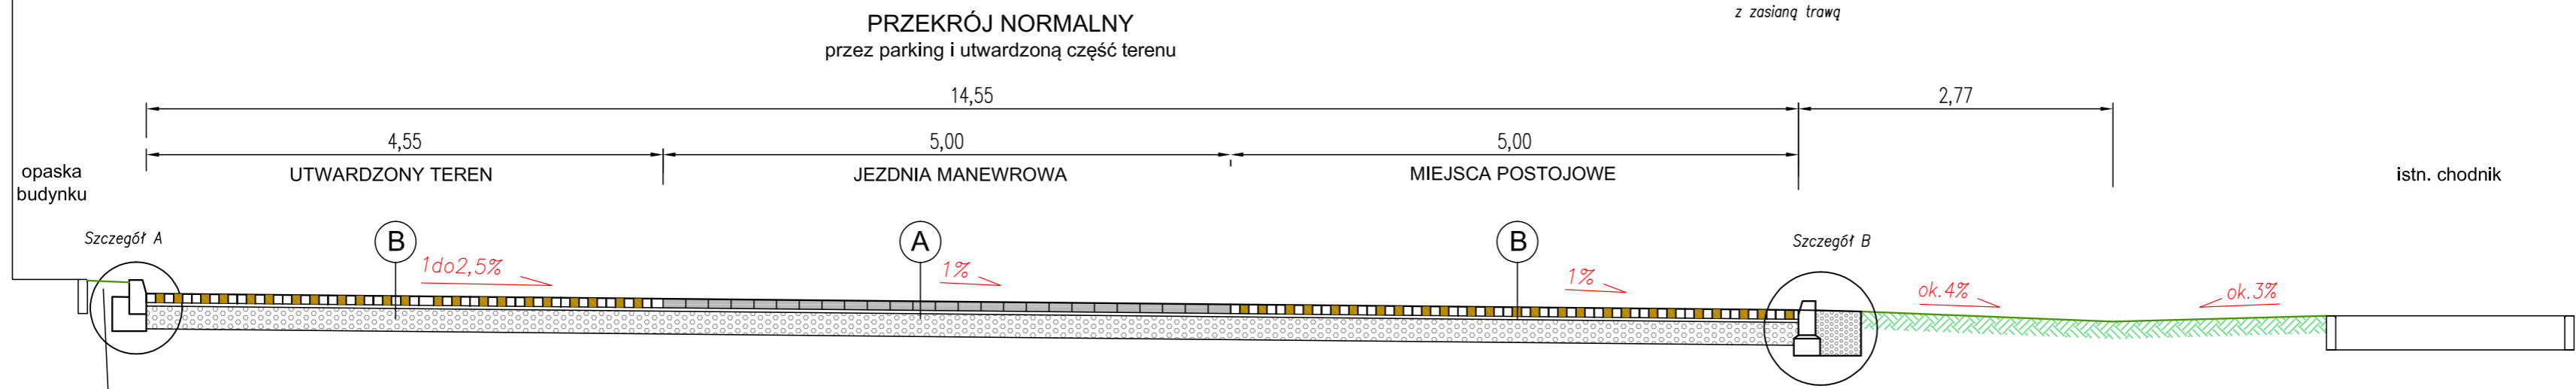 z zasianą trawą
PRZEKRÓJ NORMALNY
przez parking i utwardzoną część terenu
14,55
2,77
4,55
5,00
5,00
opaska
budynku
UTWARDZONY TEREN
JEZDNIA MANEWROWA
MIEJSCA POSTOJOWE
istn. chodnik
Szczegół A
B
A
B
Szczegół B
1do2,5%
1%
1%
ok.4%
ok.3%